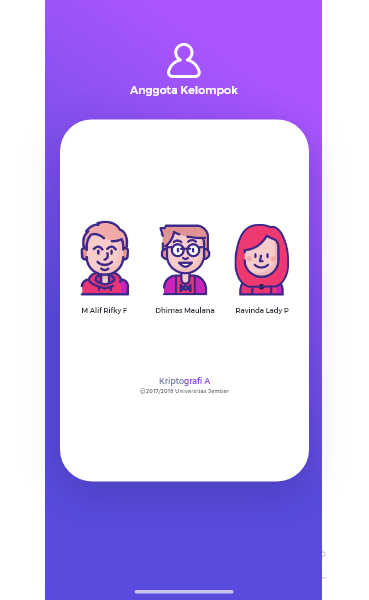 Anggota Kelompok
M Alif Rifky F
Dhimas Maulana
Ravinda Lady P
Kriptografi A
©2017/2018 Universitas Jember